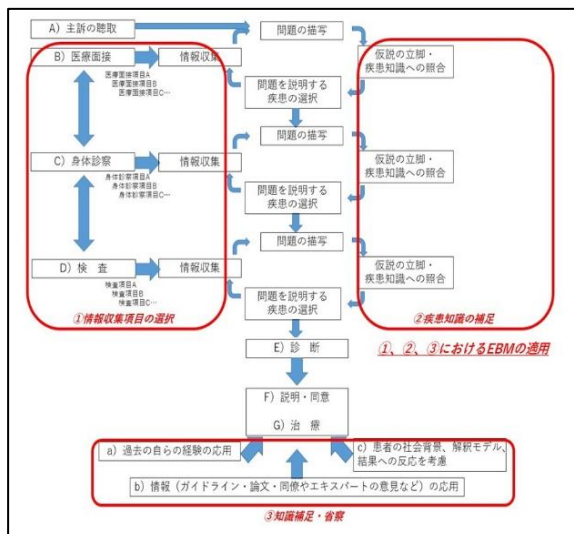 A）主訴の聴取
問題の描写
B）医療面接
情報収集
仮説の立脚・
疾患知識への照合
医療面接項目A
医療面接項目B
医療面接項目C…
問題を説明する
疾患の選択
問題の描写
C）身体診察
情報収集
仮説の立脚・
疾患知識への照合
身体診察項目A
身体診察項目B
身体診察項目C…
問題を説明する
疾患の選択
問題の描写
D）検　査
情報収集
仮説の立脚・
疾患知識への照合
検査項目A
検査項目B
検査項目C…
問題を説明する
疾患の選択
①情報収集項目の選択
②疾患知識の補足
E）診　断
①、②、③におけるEBMの適用
F）説明・同意
G）治　療
a）過去の自らの経験の応用
c）患者の社会背景、解釈モデル、
結果への反応を考慮
b）情報（ガイドライン・論文・同僚やエキスパートの意見など）の応用
③知識補足・省察